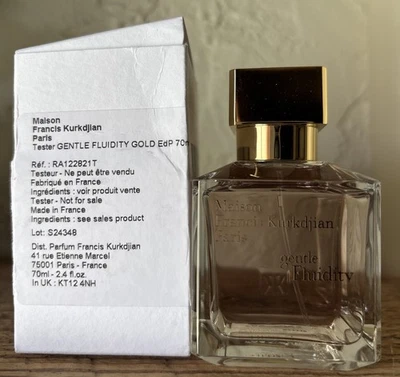 Maison
Francis Kurkdjian
Paris
Tester GENTLE FLUIDITY GOLD EdP 70m
Réf. : RA122821T
Testeur - Ne peut être vendu
Fabriqué en France
Ingrédients : voir produit vente
Tester - Not for sale
Made in France
Ingredients : see sales product
Lot: S24348
Dist. Parfum Francis Kurkdjian
41 rue Etienne Marcel
75001 Paris - France
70ml - 2.4 fl.oz.
In UK : KT12 4NH
Maison
Francis Kurkdjian
Paris
gentle
Fluidity